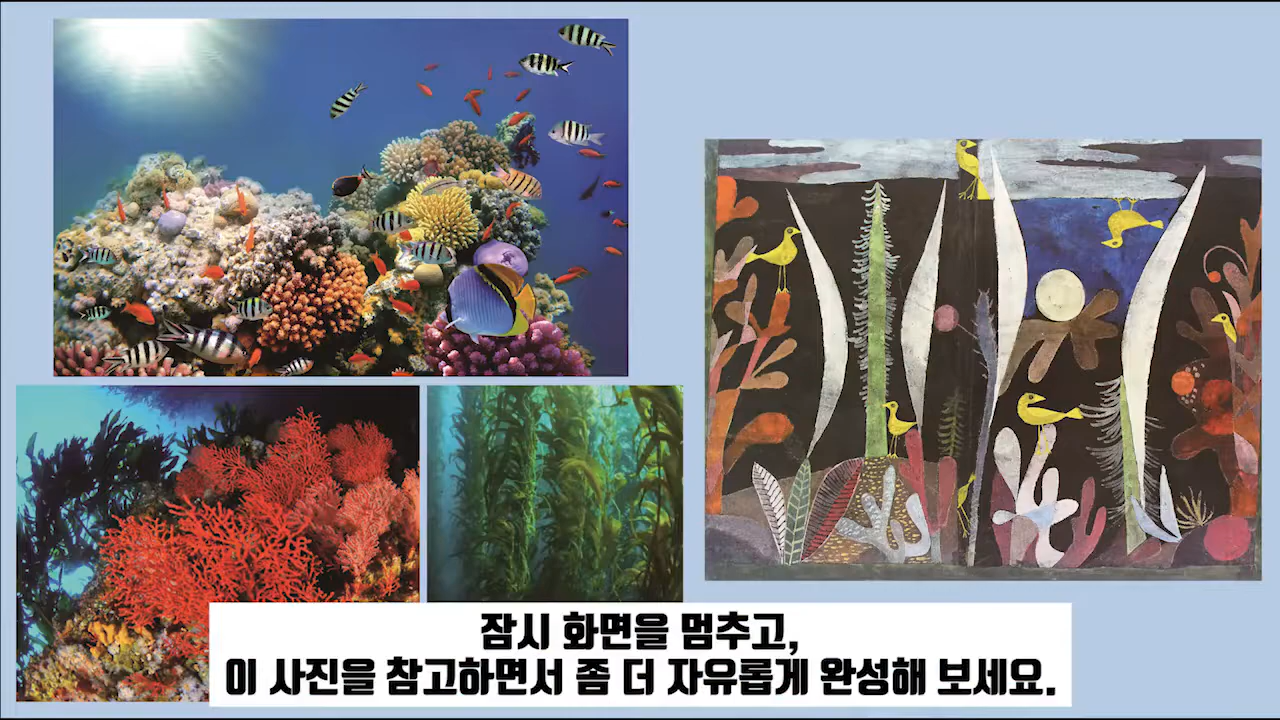 잠시 화면을 멈추고,
이 사진을 참고하면서 좀 더 자유롭게 완성해 보세요.